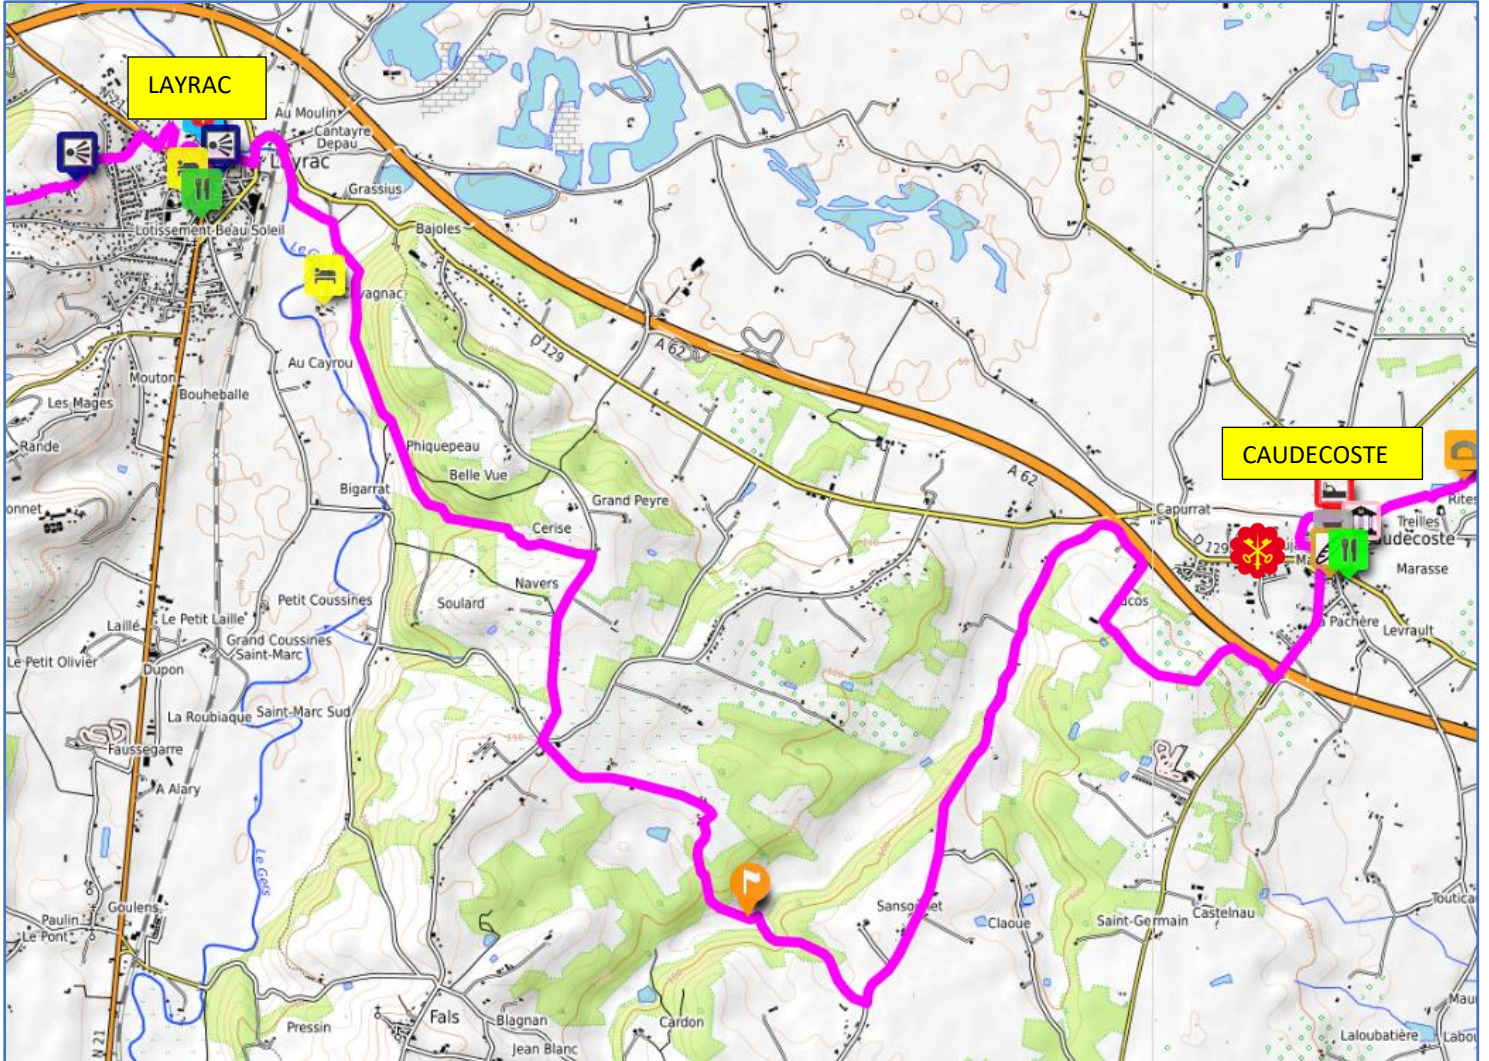 LAYRAC
N 21
Au Moulin
Cantayre
Depau
Layrac
Grassius
Lotissement Beau Soleil
Bajoles
D 129
A 62
Au Cayrou
Mouton
Bouheballe
Les Mages
Rande
Phiquepeau
Belle Vue
Bigarrat
Grand Peyre
Cerise
A 62
CAUDECOSTE
Capurrat
D 129
Rites
Treilles
Caudecoste
Marasse
Navers
Soulard
Petit Coussines
Laillé
Le Petit Laille
Grand Coussines
Saint-Marc
Le Petit Olivier
Dupon
Pachère
Levrault
La Roubiaque
Saint-Marc Sud
Faussegarre
A Alary
Le Gers
Goulens
Paulin
Le Pont
Claoue
Saint-Germain
Castelnau
Fals
Blagnan
Jean Blanc
Pressin
Cardon
Laloubatière
N 21